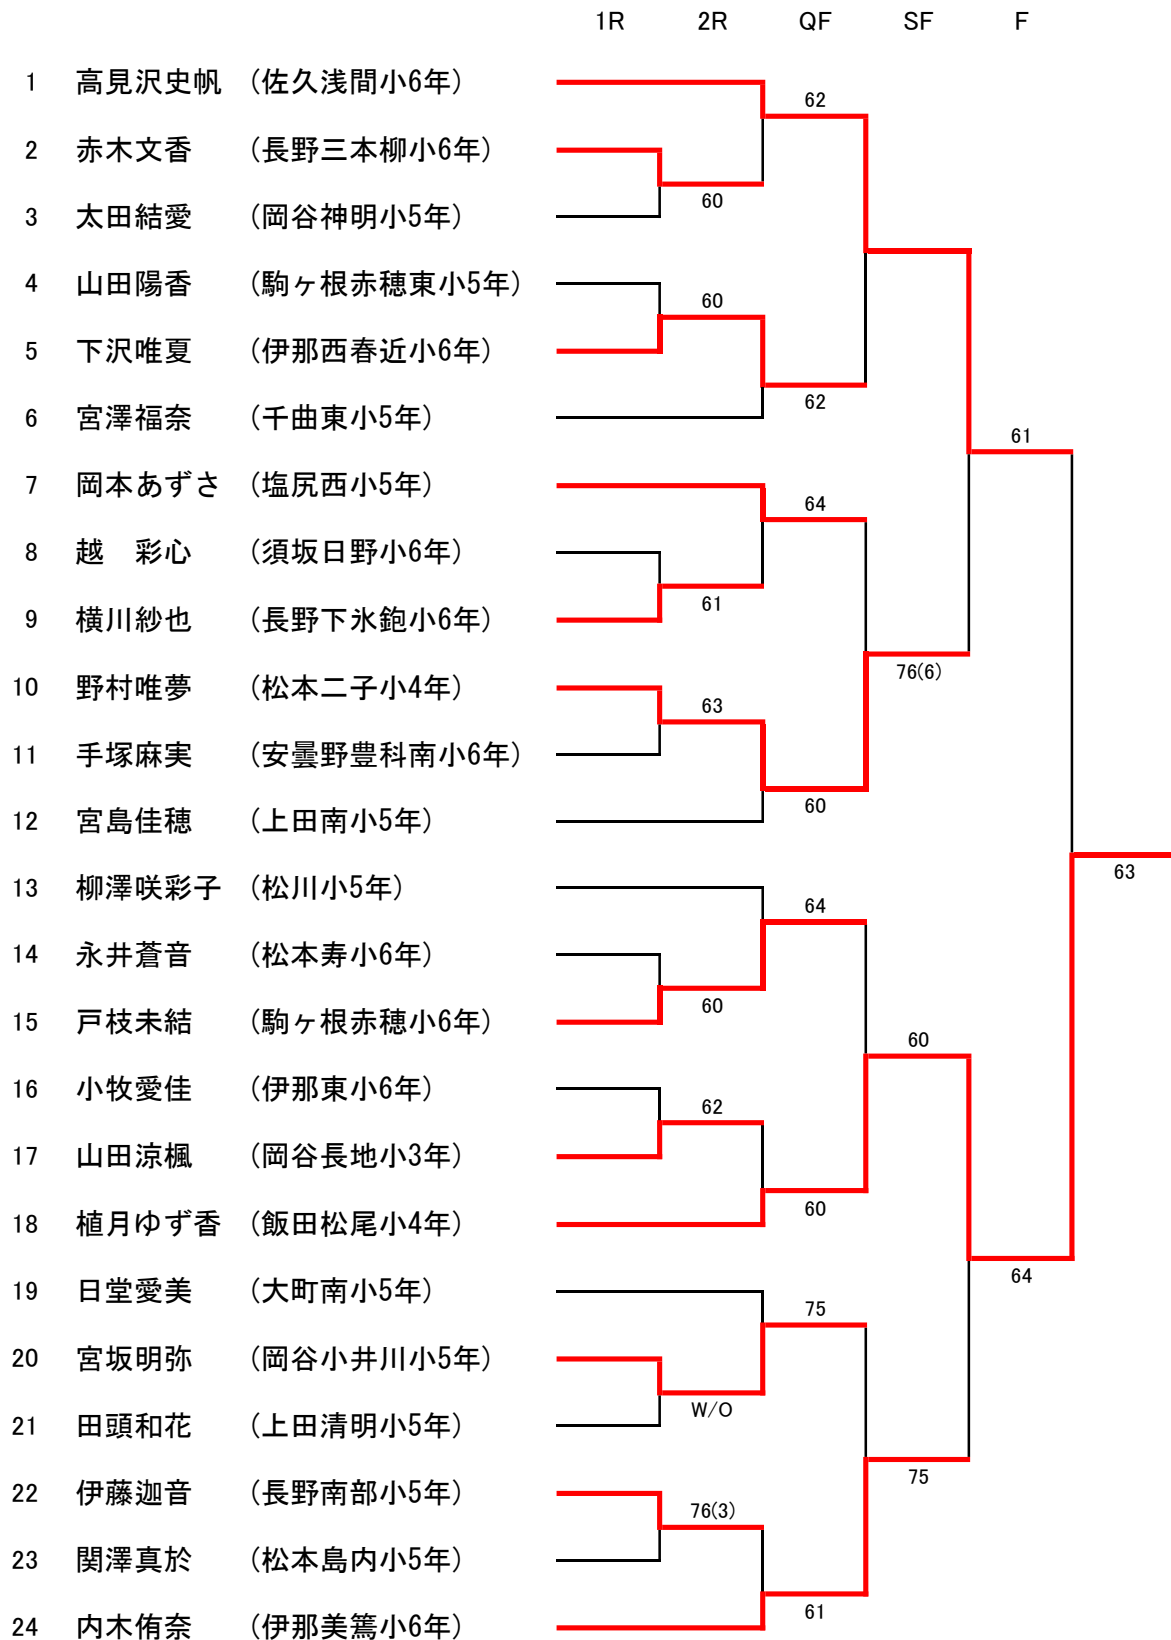 1R 2R QF SF F
1 高見沢史帆 (佐久浅間小6年)
62
2 赤木文香 (長野三本柳小6年)
60
3 太田結愛 (岡谷神明小5年)
4 山田陽香 (駒ヶ根赤穂東小5年)
60
5 下沢唯夏 (伊那西春近小6年)
62
6 宮澤福奈 (千曲東小5年)
61
7 岡本あずさ (塩尻西小5年)
64
8 越　彩心 (須坂日野小6年)
61
9 横川紗也 (長野下氷鉋小6年)
76(6)
10 野村唯夢 (松本二子小4年)
63
11 手塚麻実 (安曇野豊科南小6年)
60
12 宮島佳穂 (上田南小5年)
63
13 柳澤咲彩子 (松川小5年)
64
14 永井蒼音 (松本寿小6年)
60
15 戸枝未結 (駒ヶ根赤穂小6年)
60
16 小牧愛佳 (伊那東小6年)
62
17 山田涼楓 (岡谷長地小3年)
60
18 植月ゆず香 (飯田松尾小4年)
64
19 日堂愛美 (大町南小5年)
75
20 宮坂明弥 (岡谷小井川小5年)
W/O
21 田頭和花 (上田清明小5年)
75
22 伊藤迦音 (長野南部小5年)
76(3)
23 関澤真於 (松本島内小5年)
61
24 内木侑奈 (伊那美篶小6年)